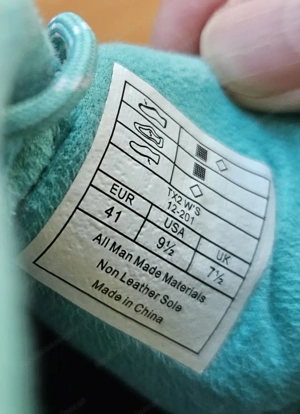 TX2 W'S
12-201
EUR USA UK
41 9½ 7½
All Man Made Materials
Non Leather Sole
Made in China